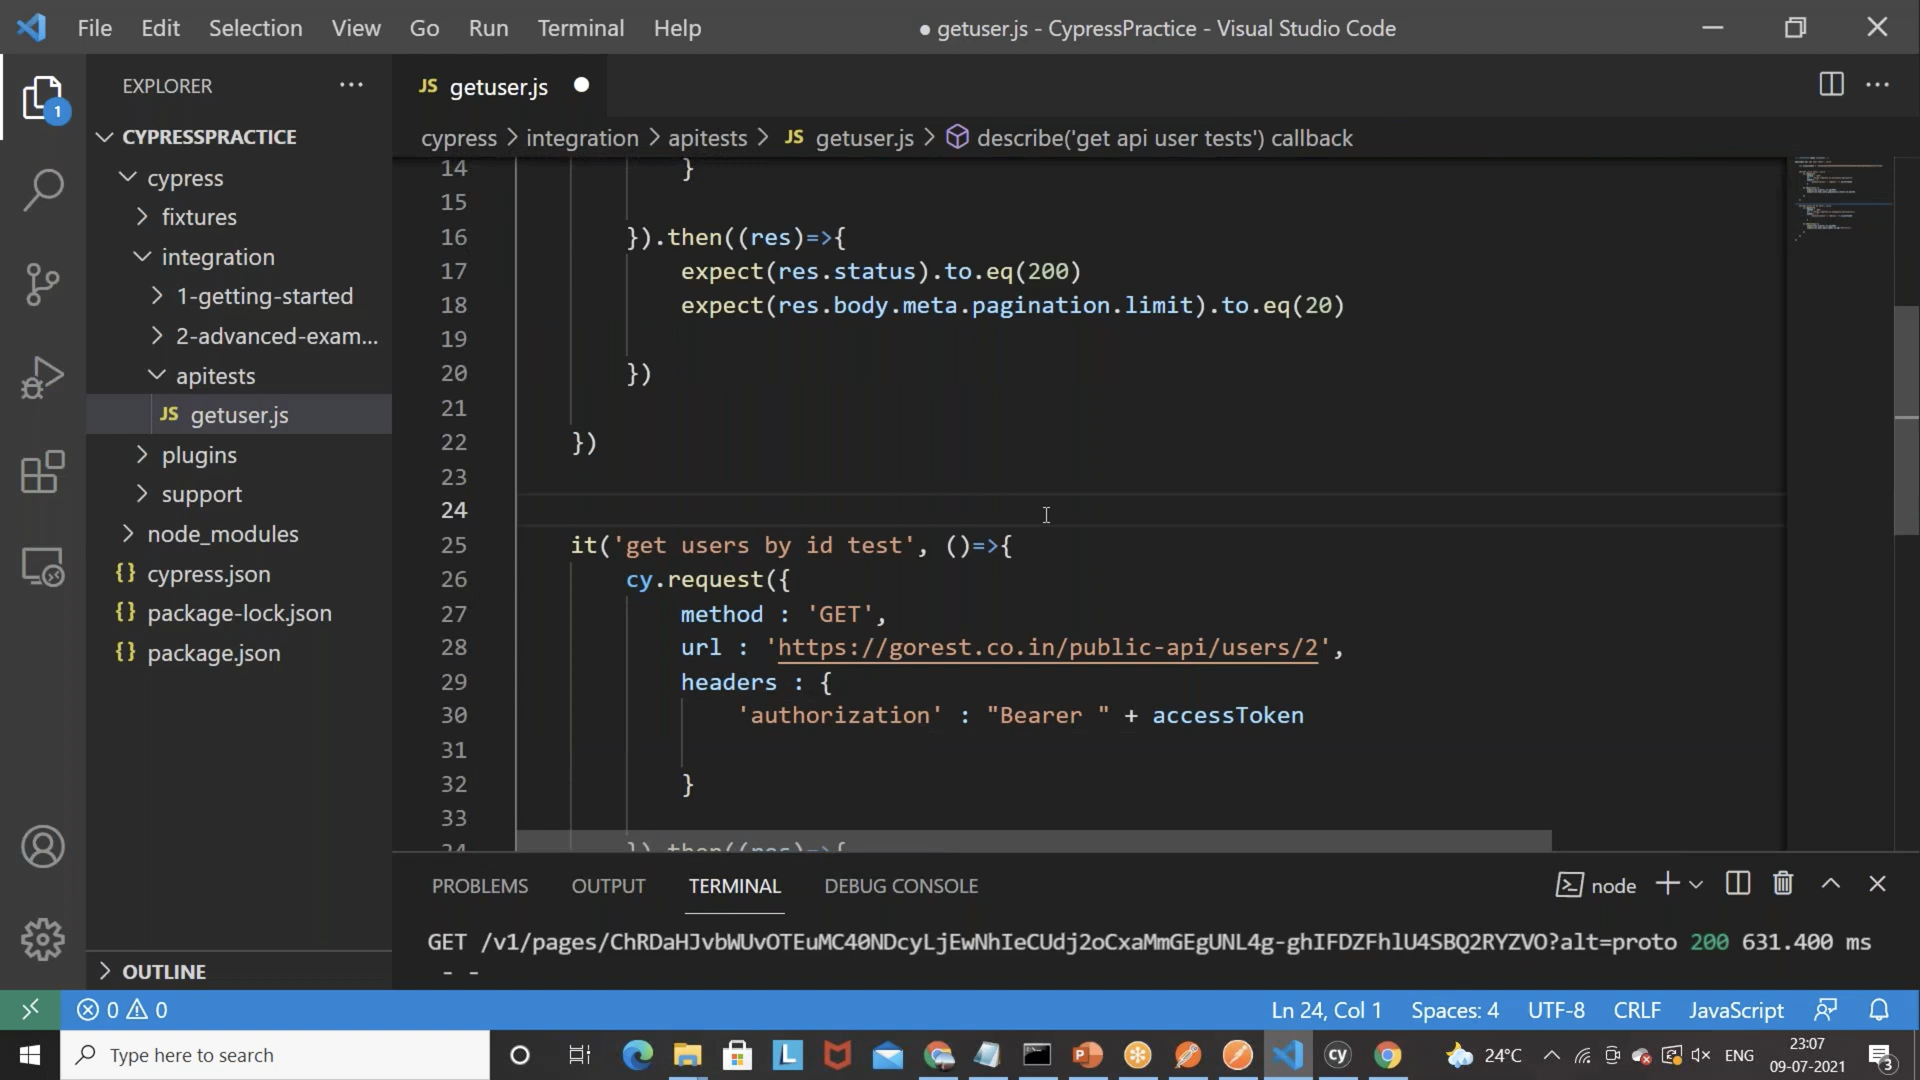 File Edit Selection View Go Run Terminal Help
● getuser.js - CypressPractice - Visual Studio Code
EXPLORER ···
1
CYPRESSPRACTICE
cypress
fixtures
integration
1-getting-started
2-advanced-exam...
apitests
JS getuser.js
plugins
support
node_modules
{} cypress.json
{} package-lock.json
{} package.json
OUTLINE
JS getuser.js ●
cypress > integration > apitests > JS getuser.js > describe('get api user tests') callback
14 }
15
16 }).then((res)=>{
17 expect(res.status).to.eq(200)
18 expect(res.body.meta.pagination.limit).to.eq(20)
19
20 })
21
22 })
23
24
25 it('get users by id test', ()=>{
26 cy.request({
27 method : 'GET',
28 url : 'https://gorest.co.in/public-api/users/2',
29 headers : {
30 'authorization' : "Bearer " + accessToken
31
32 }
33
34 }).then((res)=>{
PROBLEMS OUTPUT TERMINAL DEBUG CONSOLE
node
GET /v1/pages/ChRDaHJvbWUvOTEuMC40NDcyLjEwNhIeCUdj2oCxaMmGEgUNL4g-ghIFDZFhlU4SBQ2RYZVO?alt=proto 200 631.400 ms
- -
0 0
Ln 24, Col 1 Spaces: 4 UTF-8 CRLF JavaScript
Type here to search
L
cy
24°C
ENG
23:07
09-07-2021
3